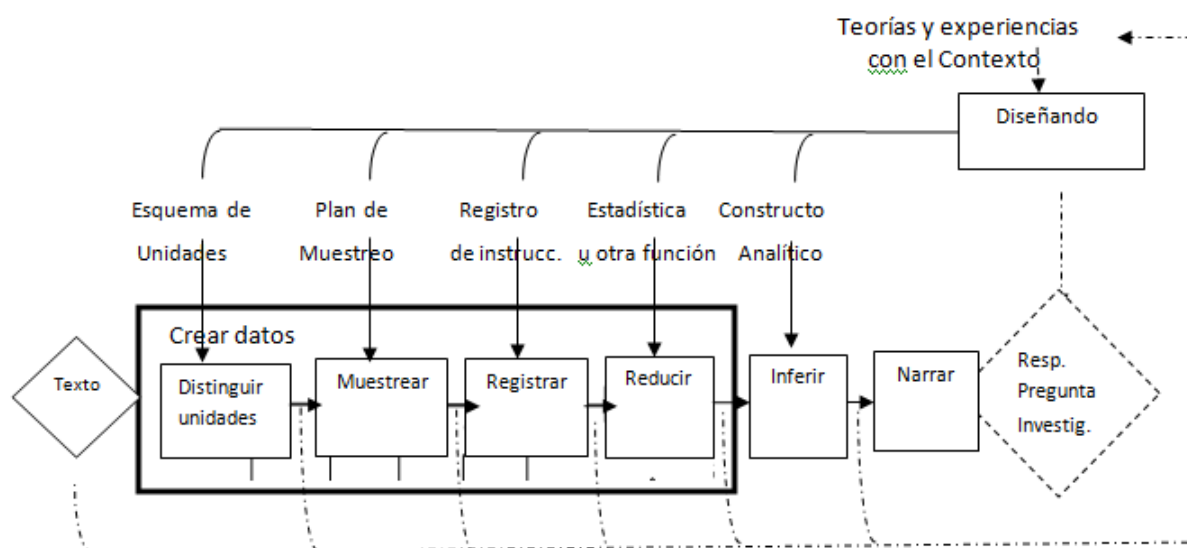 Teorías y experiencias
con el Contexto
Diseñando
Esquema de
Unidades
Plan de
Muestreo
Registro
de instrucc.
Estadística
u otra función
Constructo
Analítico
Crear datos
Texto
Distinguir
unidades
Muestrear
Registrar
Reducir
Inferir
Narrar
Resp.
Pregunta
Investig.